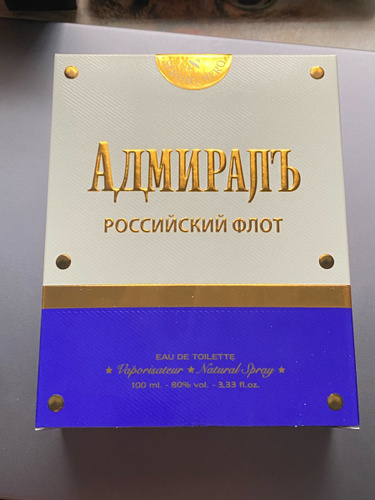 АДМИРАЛЪ
РОССИЙСКИЙ ФЛОТ
EAU DE TOILETTE
★ Vaporisateur ★ Natural Spray ★
100 ml. - 80% vol. - 3,33 fl.oz.